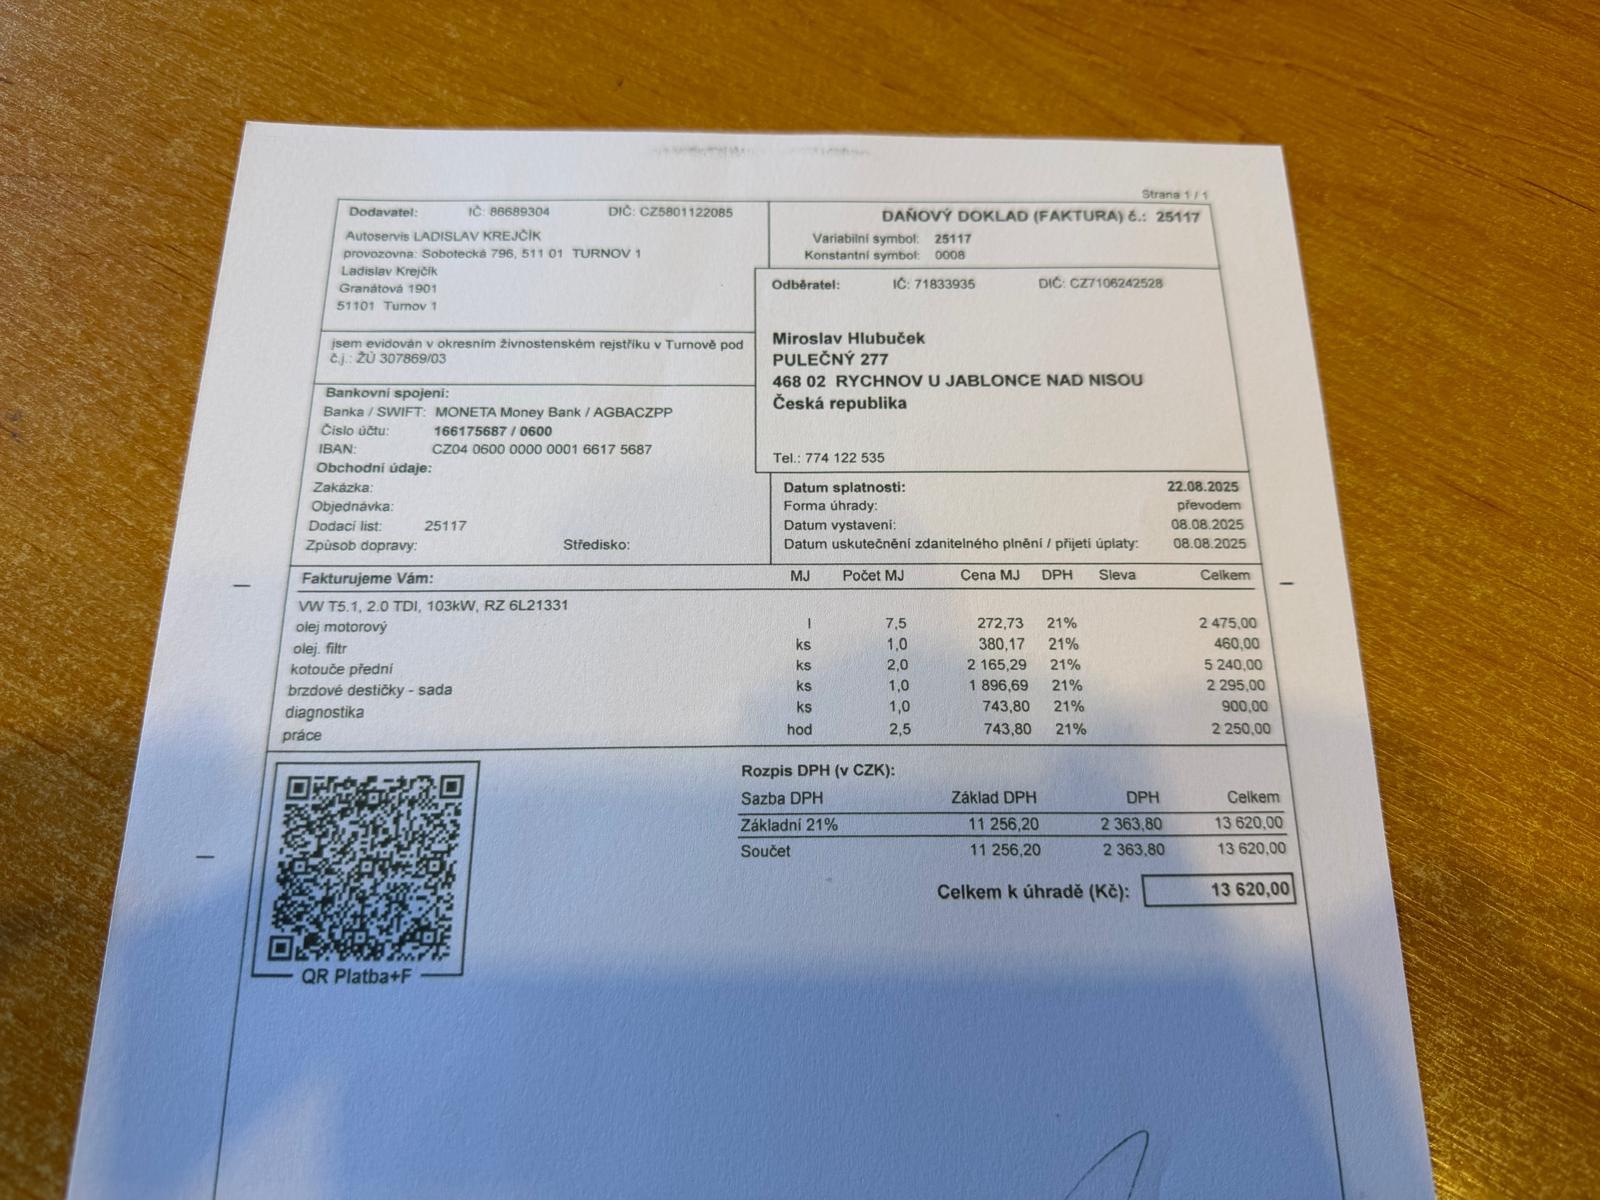 Strana 1 / 1
Dodavatel: IČ: 86689304 DIČ: CZ5801122085
Autoservis LADISLAV KREJČÍK
provozovna: Sobotecká 796, 511 01 TURNOV 1
Ladislav Krejčík
Granátová 1901
51101 Turnov 1
jsem evidován v okresním živnostenském rejstříku v Turnově pod
č.j.: ŽÚ 307869/03
Bankovní spojení:
Banka / SWIFT: MONETA Money Bank / AGBACZPP
Číslo účtu: 166175687 / 0600
IBAN: CZ04 0600 0000 0001 6617 5687
Obchodní údaje:
Zakázka:
Objednávka:
Dodací list: 25117
Způsob dopravy: Středisko:
DAŇOVÝ DOKLAD (FAKTURA) č.: 25117
Variabilní symbol: 25117
Konstantní symbol: 0008
Odběratel: IČ: 71833935 DIČ: CZ7106242528
Miroslav Hlubuček
PULEČNÝ 277
468 02 RYCHNOV U JABLONCE NAD NISOU
Česká republika
Tel.: 774 122 535
Datum splatnosti: 22.08.2025
Forma úhrady: převodem
Datum vystavení: 08.08.2025
Datum uskutečnění zdanitelného plnění / přijetí úplaty: 08.08.2025
Fakturujeme Vám: MJ Počet MJ Cena MJ DPH Sleva Celkem
VW T5.1, 2.0 TDI, 103kW, RZ 6L21331
olej motorový l 7,5 272,73 21% 2 475,00
olej. filtr ks 1,0 380,17 21% 460,00
kotouče přední ks 2,0 2 165,29 21% 5 240,00
brzdové destičky - sada ks 1,0 1 896,69 21% 2 295,00
diagnostika ks 1,0 743,80 21% 900,00
práce hod 2,5 743,80 21% 2 250,00
QR Platba+F
Rozpis DPH (v CZK):
Sazba DPH Základ DPH DPH Celkem
Základní 21% 11 256,20 2 363,80 13 620,00
Součet 11 256,20 2 363,80 13 620,00
Celkem k úhradě (Kč): 13 620,00